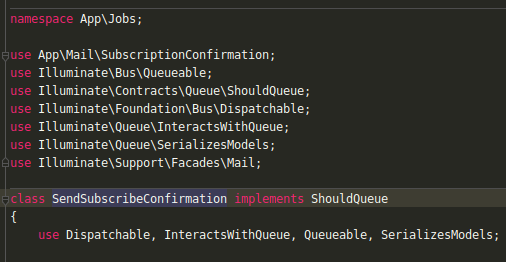 namespace App\Jobs;
use App\Mail\SubscriptionConfirmation;
use Illuminate\Bus\Queueable;
use Illuminate\Contracts\Queue\ShouldQueue;
use Illuminate\Foundation\Bus\Dispatchable;
use Illuminate\Queue\InteractsWithQueue;
use Illuminate\Queue\SerializesModels;
use Illuminate\Support\Facades\Mail;
class SendSubscribeConfirmation implements ShouldQueue
{
use Dispatchable, InteractsWithQueue, Queueable, SerializesModels;